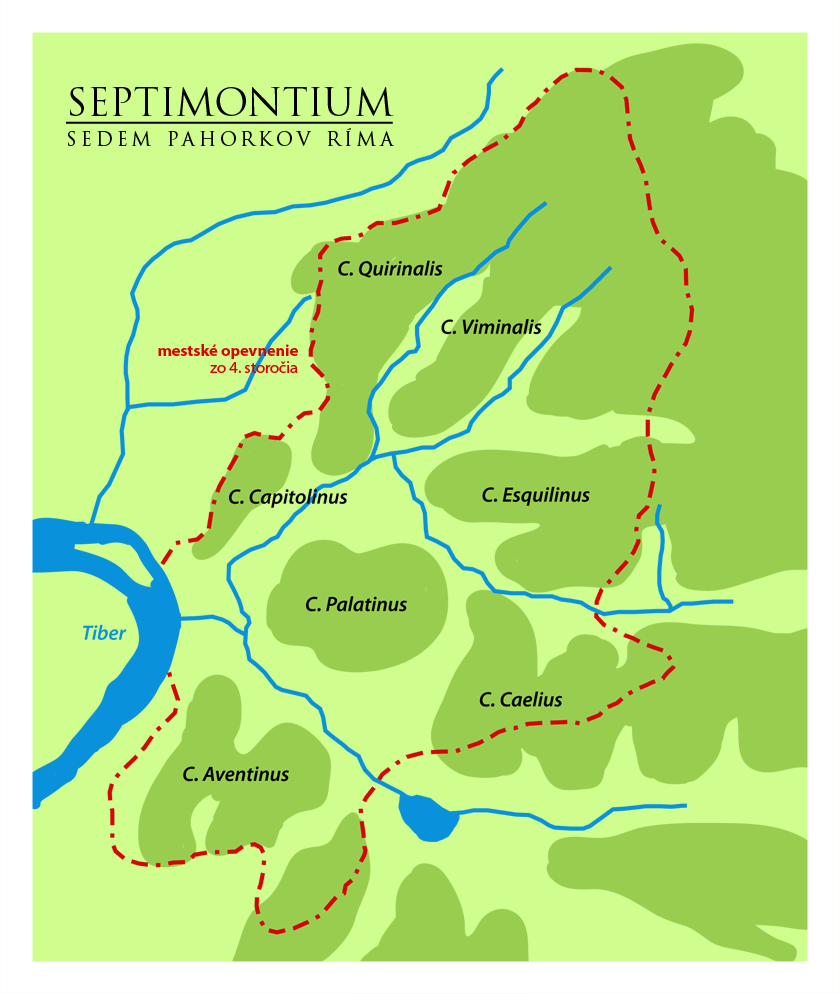 SEPTIMONTIUM
SEDEM PAHORKOV RÍMA
C. Quirinalis
C. Viminalis
mestské opevnenie
zo 4. storočia
C. Capitolinus
C. Esquilinus
C. Palatinus
Tiber
C. Caelius
C. Aventinus